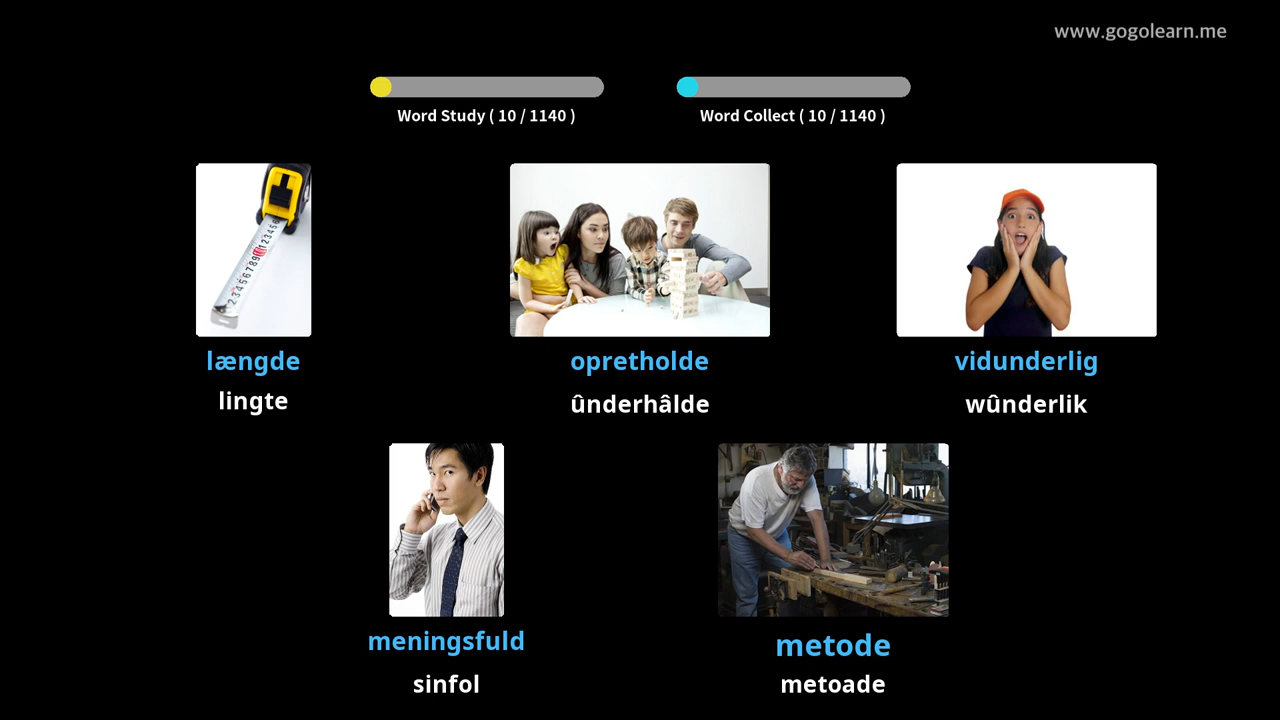 www.gogolearn.me
Word Study ( 10 / 1140 )
Word Collect ( 10 / 1140 )
længde
lingte
opretholde
ûnderhâlde
vidunderlig
wûnderlik
meningsfuld
sinfol
metode
metoade